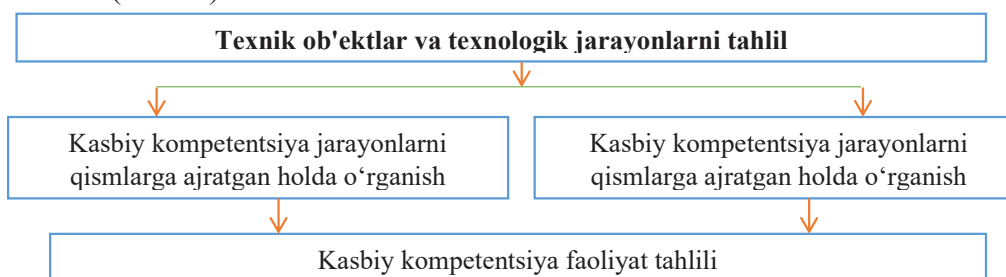 Texnik ob'ektlar va texnologik jarayonlarni tahlil
Kasbiy kompetentsiya jarayonlarni
qismlarga ajratgan holda o‘rganish
Kasbiy kompetentsiya jarayonlarni
qismlarga ajratgan holda o‘rganish
Kasbiy kompetentsiya faoliyat tahlili